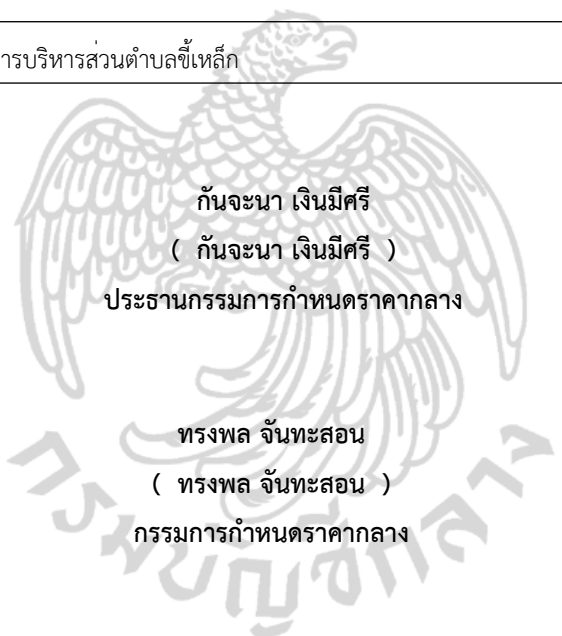 ารบริหารส่วนตำบลขี้เหล็ก
กันจะนา เงินมีศรี
( กันจะนา เงินมีศรี )
ประธานกรรมการกำหนดราคากลาง
ทรงพล จันทะสอน
( ทรงพล จันทะสอน )
กรรมการกำหนดราคากลาง
กรมบัญชีกลาง